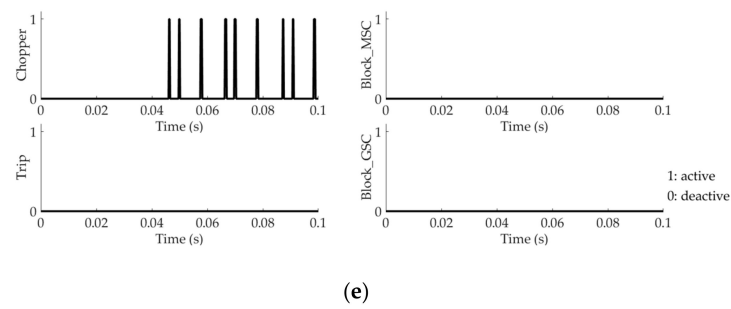 Chopper
1
0
0 0.02 0.04 0.06 0.08 0.1
Time (s)
Block_MSC
1
0
0 0.02 0.04 0.06 0.08 0.1
Time (s)
Trip
1
0
0 0.02 0.04 0.06 0.08 0.1
Time (s)
Block_GSC
1
0
0 0.02 0.04 0.06 0.08 0.1
Time (s)
1: active
0: deactive
(e)